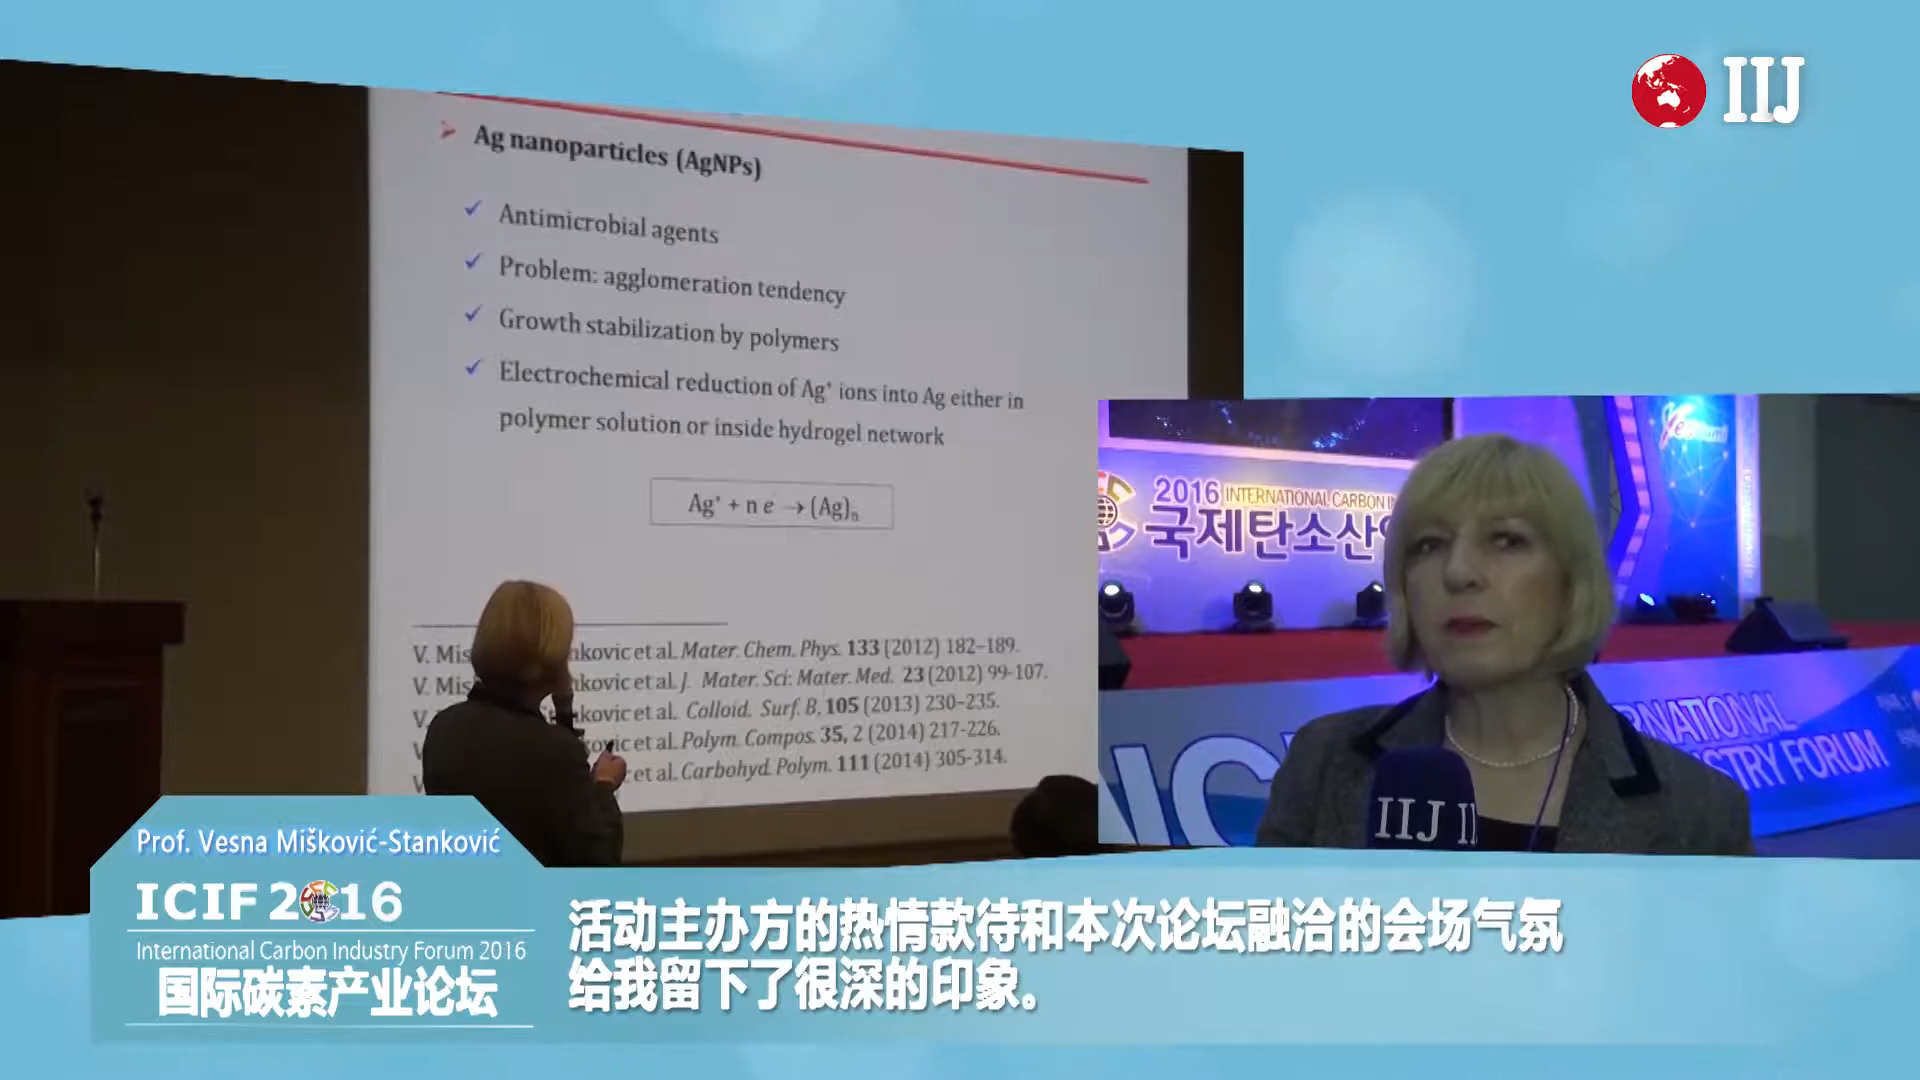 IIJ
Ag nanoparticles (AgNPs)
Antimicrobial agents
Problem: agglomeration tendency
Growth stabilization by polymers
Electrochemical reduction of Ag⁺ ions into Ag either in
polymer solution or inside hydrogel network
Ag⁺ + n e → (Ag)ₙ
V. Mis kovic et al. Mater. Chem. Phys. 133 (2012) 182-189.
V. Mis kovic et al. J. Mater. Sci: Mater. Med. 23 (2012) 99-107.
V. kovic et al. Colloid. Surf. B, 105 (2013) 230-235.
V ovic et al. Polym. Compos. 35, 2 (2014) 217-226.
V et al. Carbohyd. Polym. 111 (2014) 305-314.
2016 INTERNATIONAL CARBON IN
국제탄소산
RNATIONAL
STRY FORUM
IIJ II
Prof. Vesna Mišković-Stanković
ICIF 2016
International Carbon Industry Forum 2016
国际碳素产业论坛
活动主办方的热情款待和本次论坛融洽的会场气氛
给我留下了很深的印象。